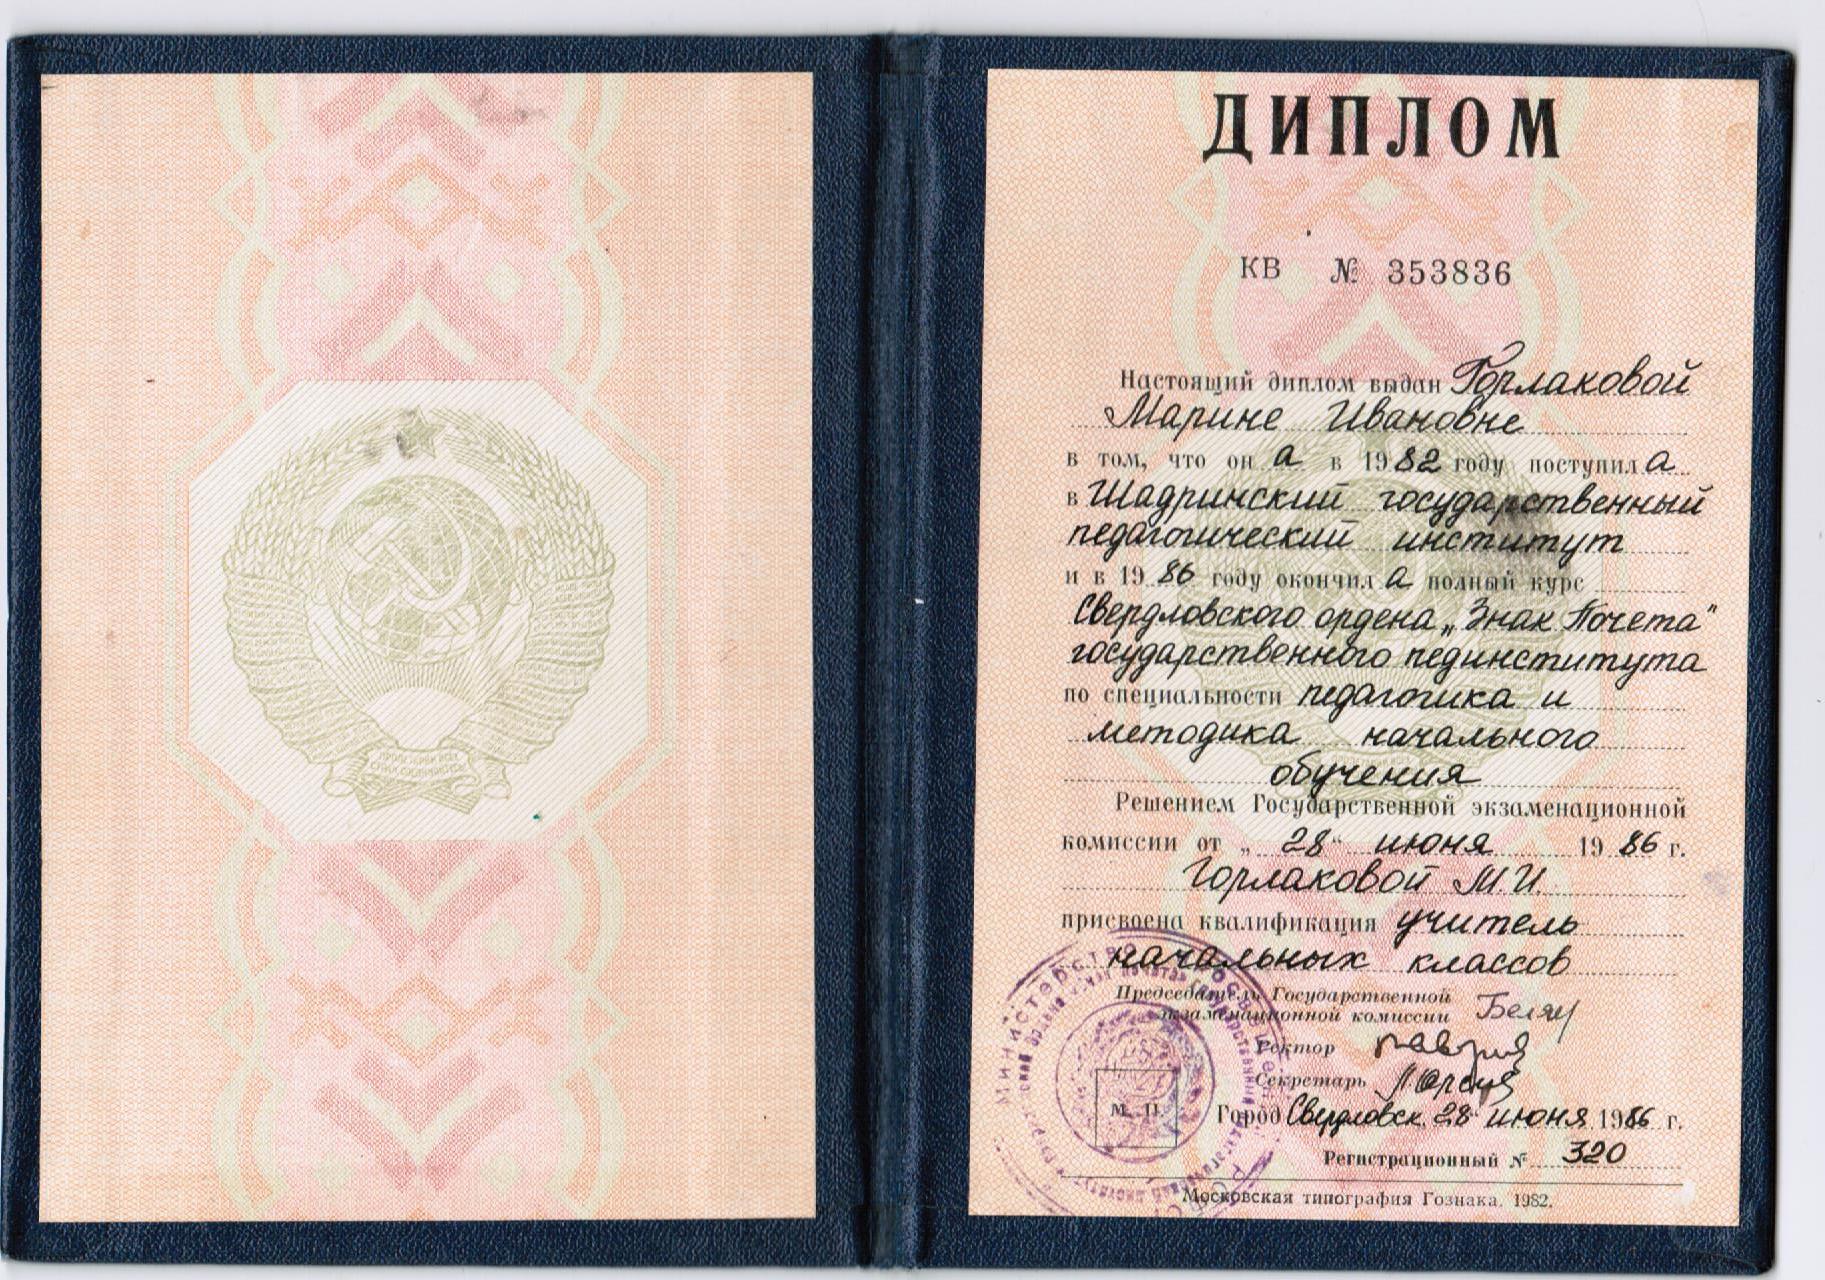 ДИПЛОМ
КВ № 353836
Настоящий диплом выдан Горлаковой
Марине Ивановне
в том, что он а в 1982 году поступил а
в Шадринский государственный
педагогический институт
и в 1986 году окончил а полный курс
Свердловского ордена „Знак Почета"
государственного пединститута
по специальности педагогика и
методика начального
обучения
Решением Государственной экзаменационной
комиссии от „28" июня 1986 г.
Горлаковой М.И.
присвоена квалификация учитель
начальных классов
Председатель Государственной
экзаменационной комиссии
Ректор
Секретарь
М. П.
Город Свердловск, 28 июня 1986 г.
Регистрационный № 320
Московская типография Гознака. 1982.